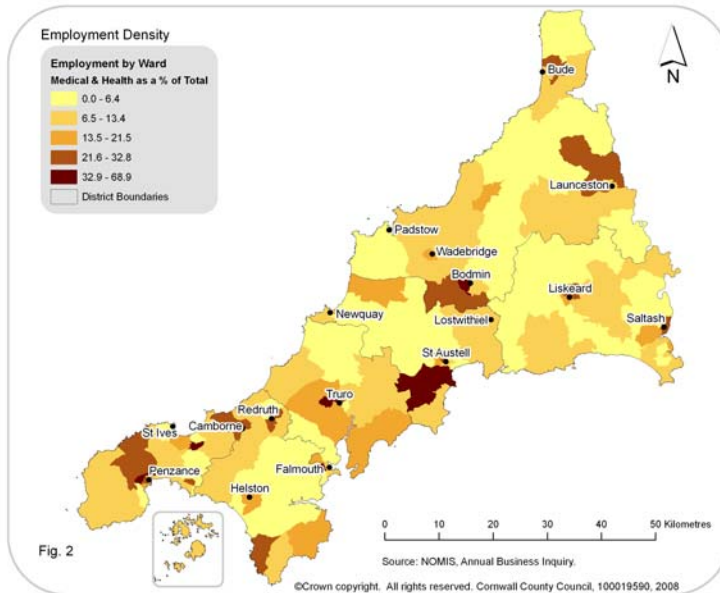 Employment Density
Employment by Ward
Medical & Health as a % of Total
0.0 - 6.4
6.5 - 13.4
13.5 - 21.5
21.6 - 32.8
32.9 - 68.9
District Boundaries
N
Bude
Launceston
Padstow
Wadebridge
Bodmin
Liskeard
Newquay
Lostwithiel
Saltash
St Austell
Truro
Redruth
Camborne
St Ives
Penzance
Falmouth
Helston
0 10 20 30 40 50 Kilometres
Fig. 2
Source: NOMIS, Annual Business Inquiry.
©Crown copyright. All rights reserved. Cornwall County Council, 100019590, 2008